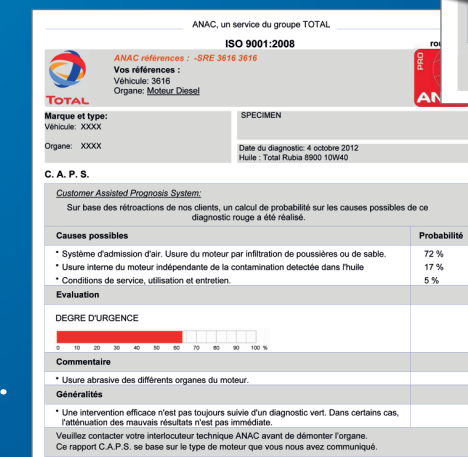 ANAC, un service du groupe TOTAL
ISO 9001:2008
rou
ANAC références : -SRE 3616 3616
Vos références :
Véhicule: 3616
Organe: Moteur Diesel
TOTAL
PRO
AN
Marque et type:
Véhicule: XXXX
Organe: XXXX
SPECIMEN
Date du diagnostic: 4 octobre 2012
Huile : Total Rubia 8900 10W40
C. A. P. S.
Customer Assisted Prognosis System:
Sur base des rétroactions de nos clients, un calcul de probabilité sur les causes possibles de ce
diagnostic rouge a été réalisé.
Causes possibles Probabilité
* Système d'admission d'air. Usure du moteur par infiltration de poussières ou de sable. 72 %
* Usure interne du moteur indépendante de la contamination detectée dans l'huile 17 %
* Conditions de service, utilisation et entretien. 5 %
Evaluation
DEGRE D'URGENCE
0 10 20 30 40 50 60 70 80 90 100 %
Commentaire
* Usure abrasive des différents organes du moteur.
Généralités
* Une intervention efficace n'est pas toujours suivie d'un diagnostic vert. Dans certains cas,
l'atténuation des mauvais résultats n'est pas immédiate.
Veuillez contacter votre interlocuteur technique ANAC avant de démonter l'organe.
Ce rapport C.A.P.S. se base sur le type de moteur que vous nous avez communiqué.